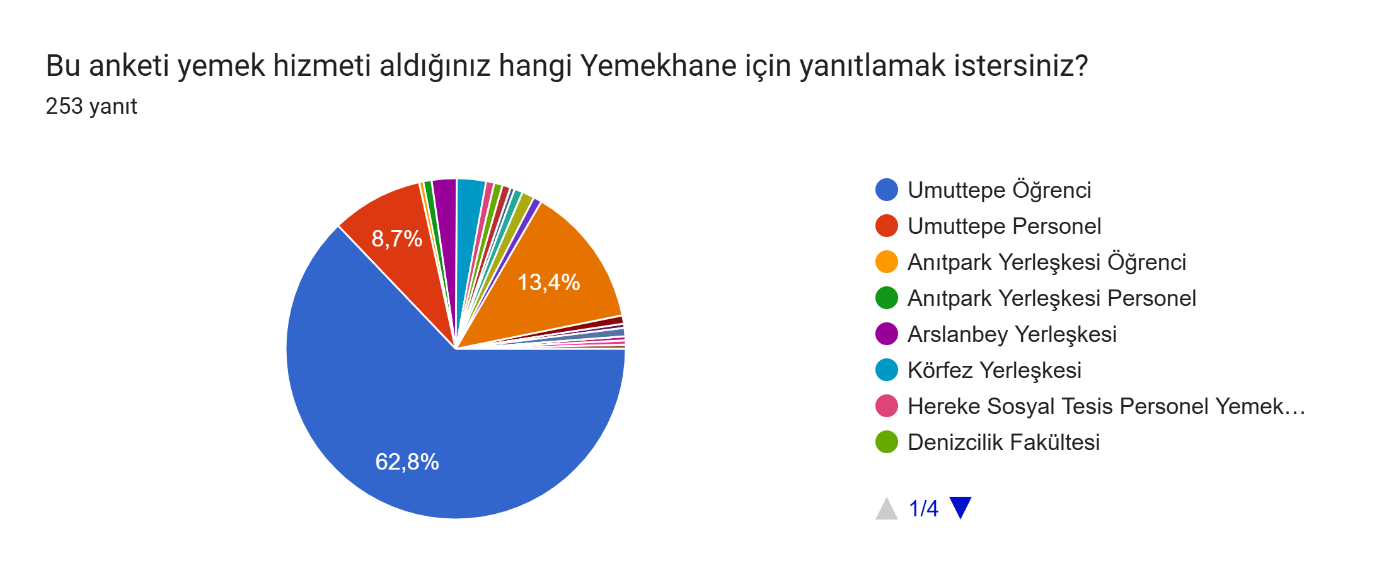 Bu anketi yemek hizmeti aldığınız hangi Yemekhane için yanıtlamak istersiniz?
253 yanıt
8,7%
13,4%
62,8%
Umuttepe Öğrenci
Umuttepe Personel
Anıtpark Yerleşkesi Öğrenci
Anıtpark Yerleşkesi Personel
Arslanbey Yerleşkesi
Körfez Yerleşkesi
Hereke Sosyal Tesis Personel Yemek…
Denizcilik Fakültesi
1/4